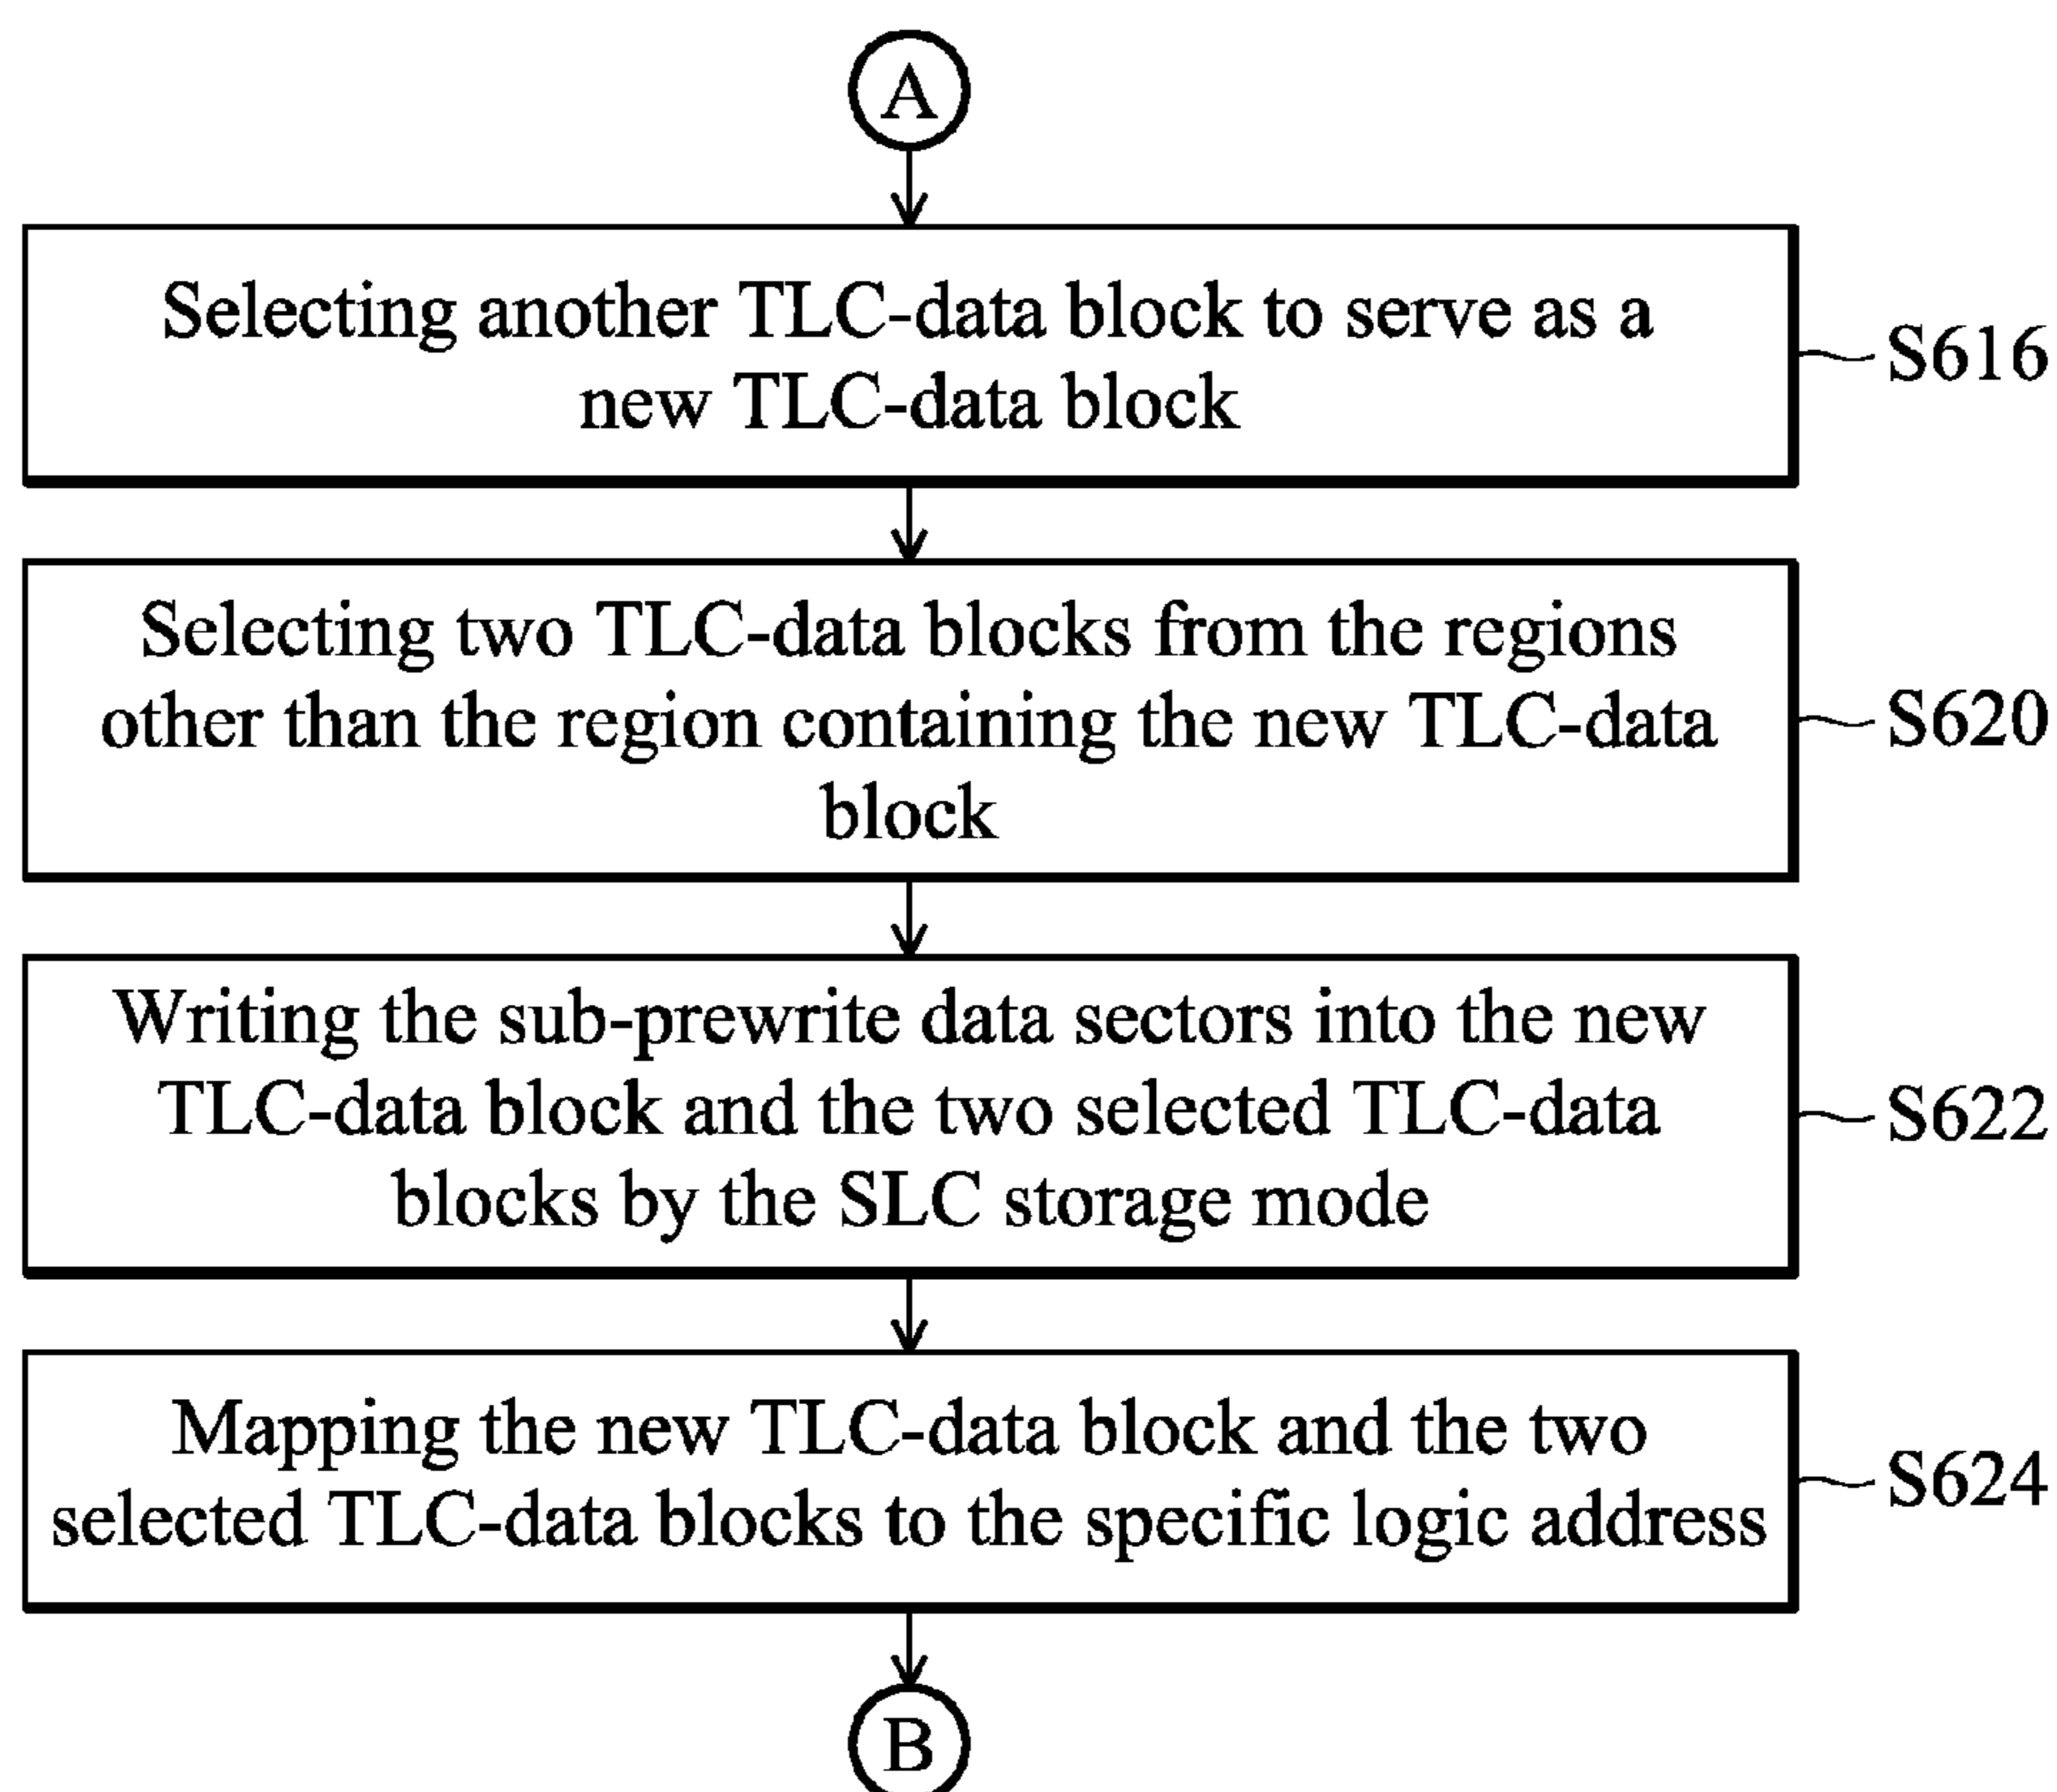 A
Selecting another TLC-data block to serve as a
new TLC-data block
S616
Selecting two TLC-data blocks from the regions
other than the region containing the new TLC-data
block
S620
Writing the sub-prewrite data sectors into the new
TLC-data block and the two selected TLC-data
blocks by the SLC storage mode
S622
Mapping the new TLC-data block and the two
selected TLC-data blocks to the specific logic address
S624
B